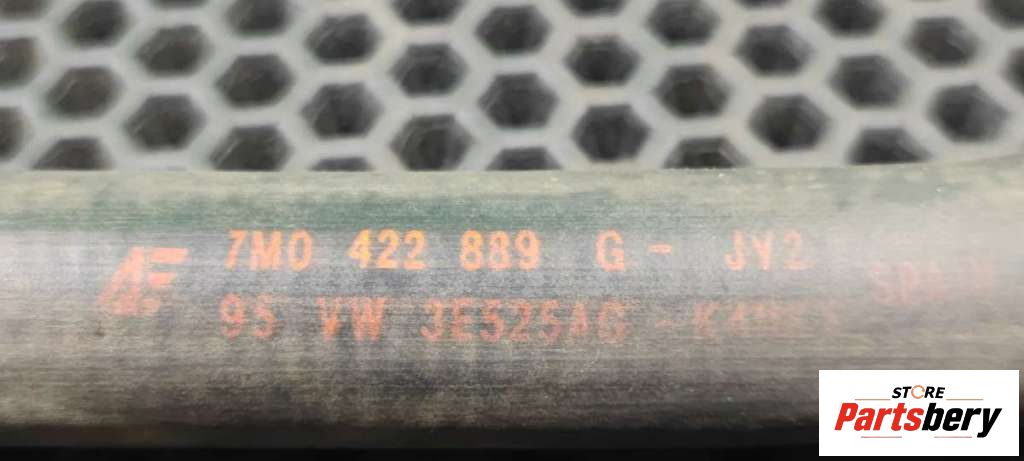 7M0 422 889 G - JY2
95 VW 3E525AG -
STORE
Partsbery